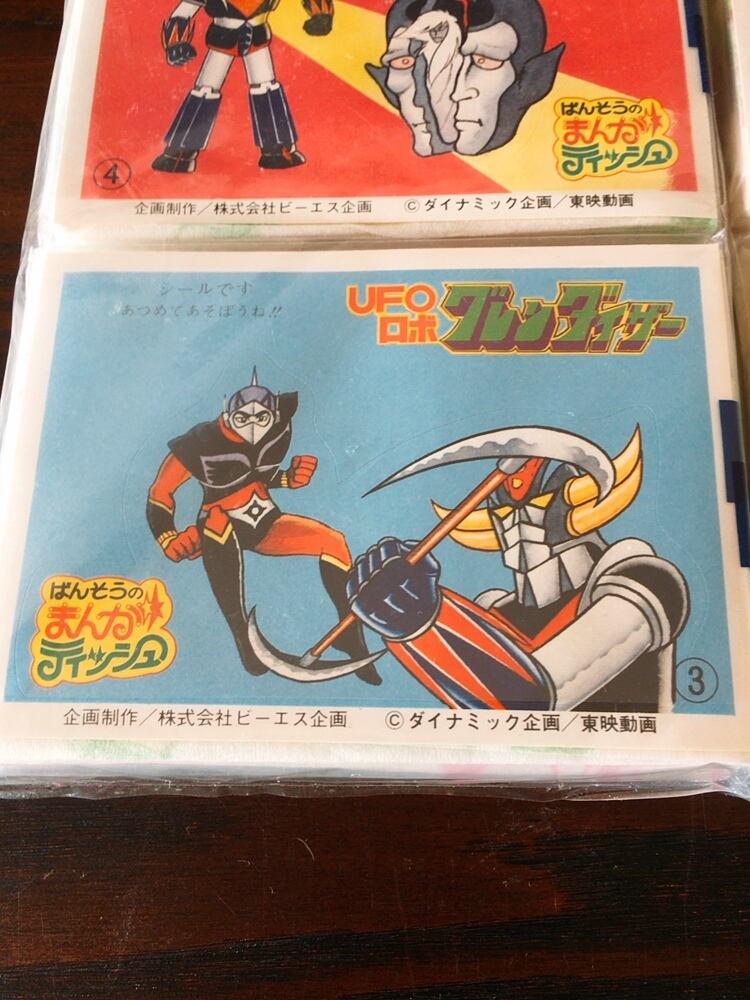 ばんそうの
まんが
ティッシュ
④
企画制作／株式会社ビーエス企画 ©ダイナミック企画／東映動画
シールです
あつめてあそぼうね!!
UFO
ロボ
グレンダイザー
ばんそうの
まんが
ティッシュ
③
企画制作／株式会社ビーエス企画 ©ダイナミック企画／東映動画